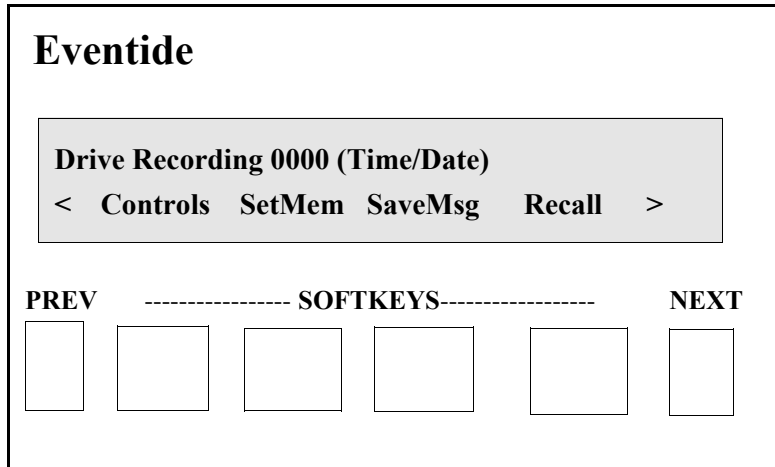 Eventide
Drive Recording 0000 (Time/Date)
< Controls SetMem SaveMsg Recall >
PREV ----------------- SOFTKEYS------------------ NEXT